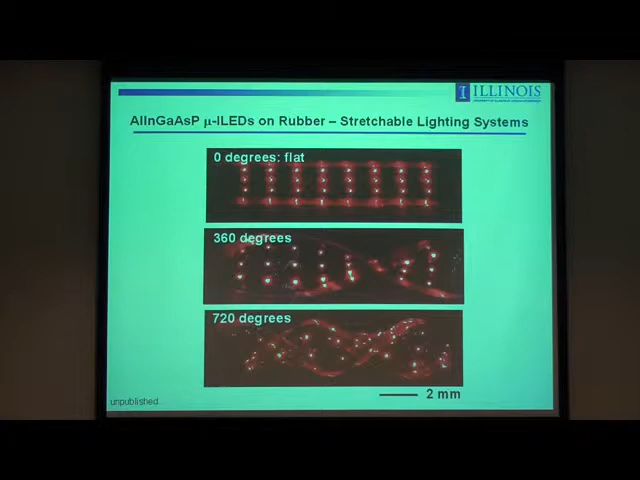 ILLINOIS
AlInGaAsP μ-ILEDs on Rubber – Stretchable Lighting Systems
0 degrees: flat
360 degrees
720 degrees
2 mm
unpublished